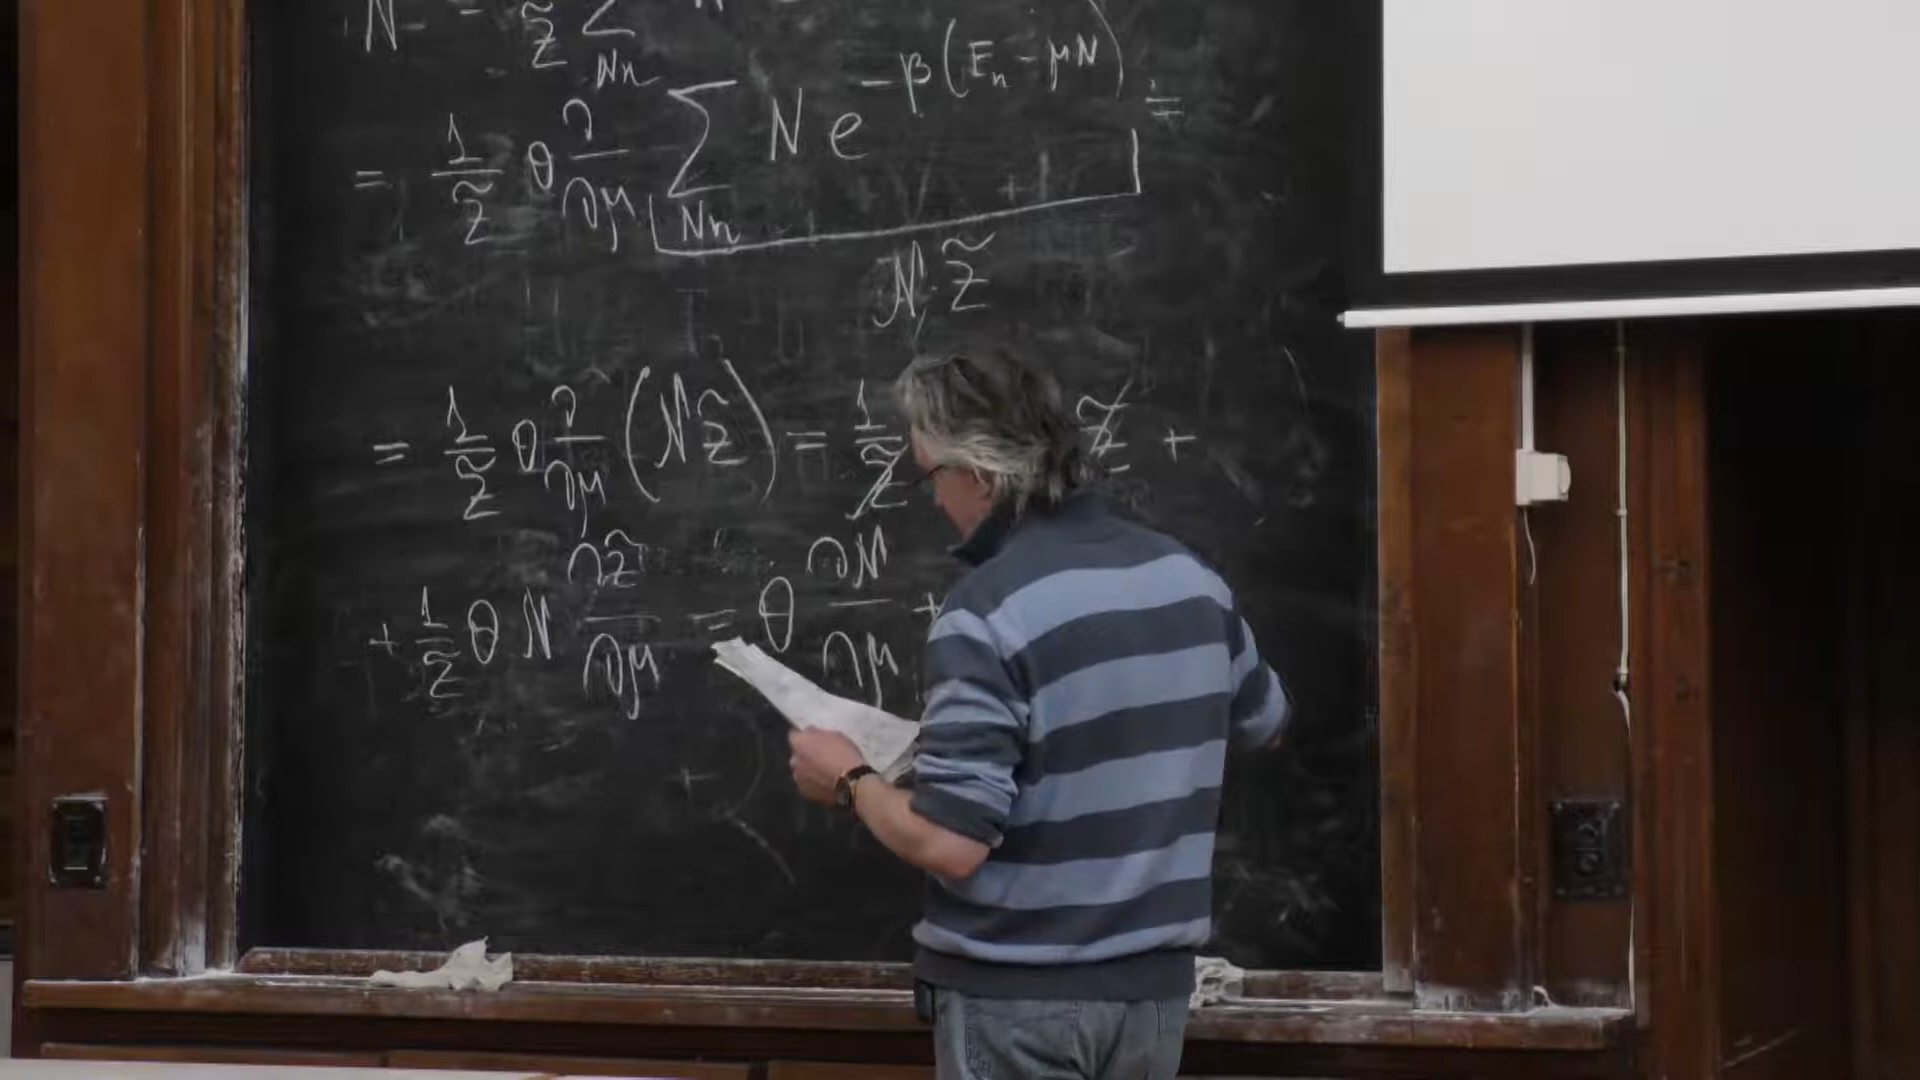 N = 1/Z̃ Σ Nn
= 1/Z̃ θ ∂/∂μ Σ Nn N e^{-β(E_n - μN)} =
𝒩 Z̃
= 1/Z̃ θ ∂/∂μ (𝒩 Z̃) = 1/Z̃ Z̃ +
+ 1/Z̃ θ 𝒩 ∂Z̃/∂μ = θ ∂𝒩/∂μ +